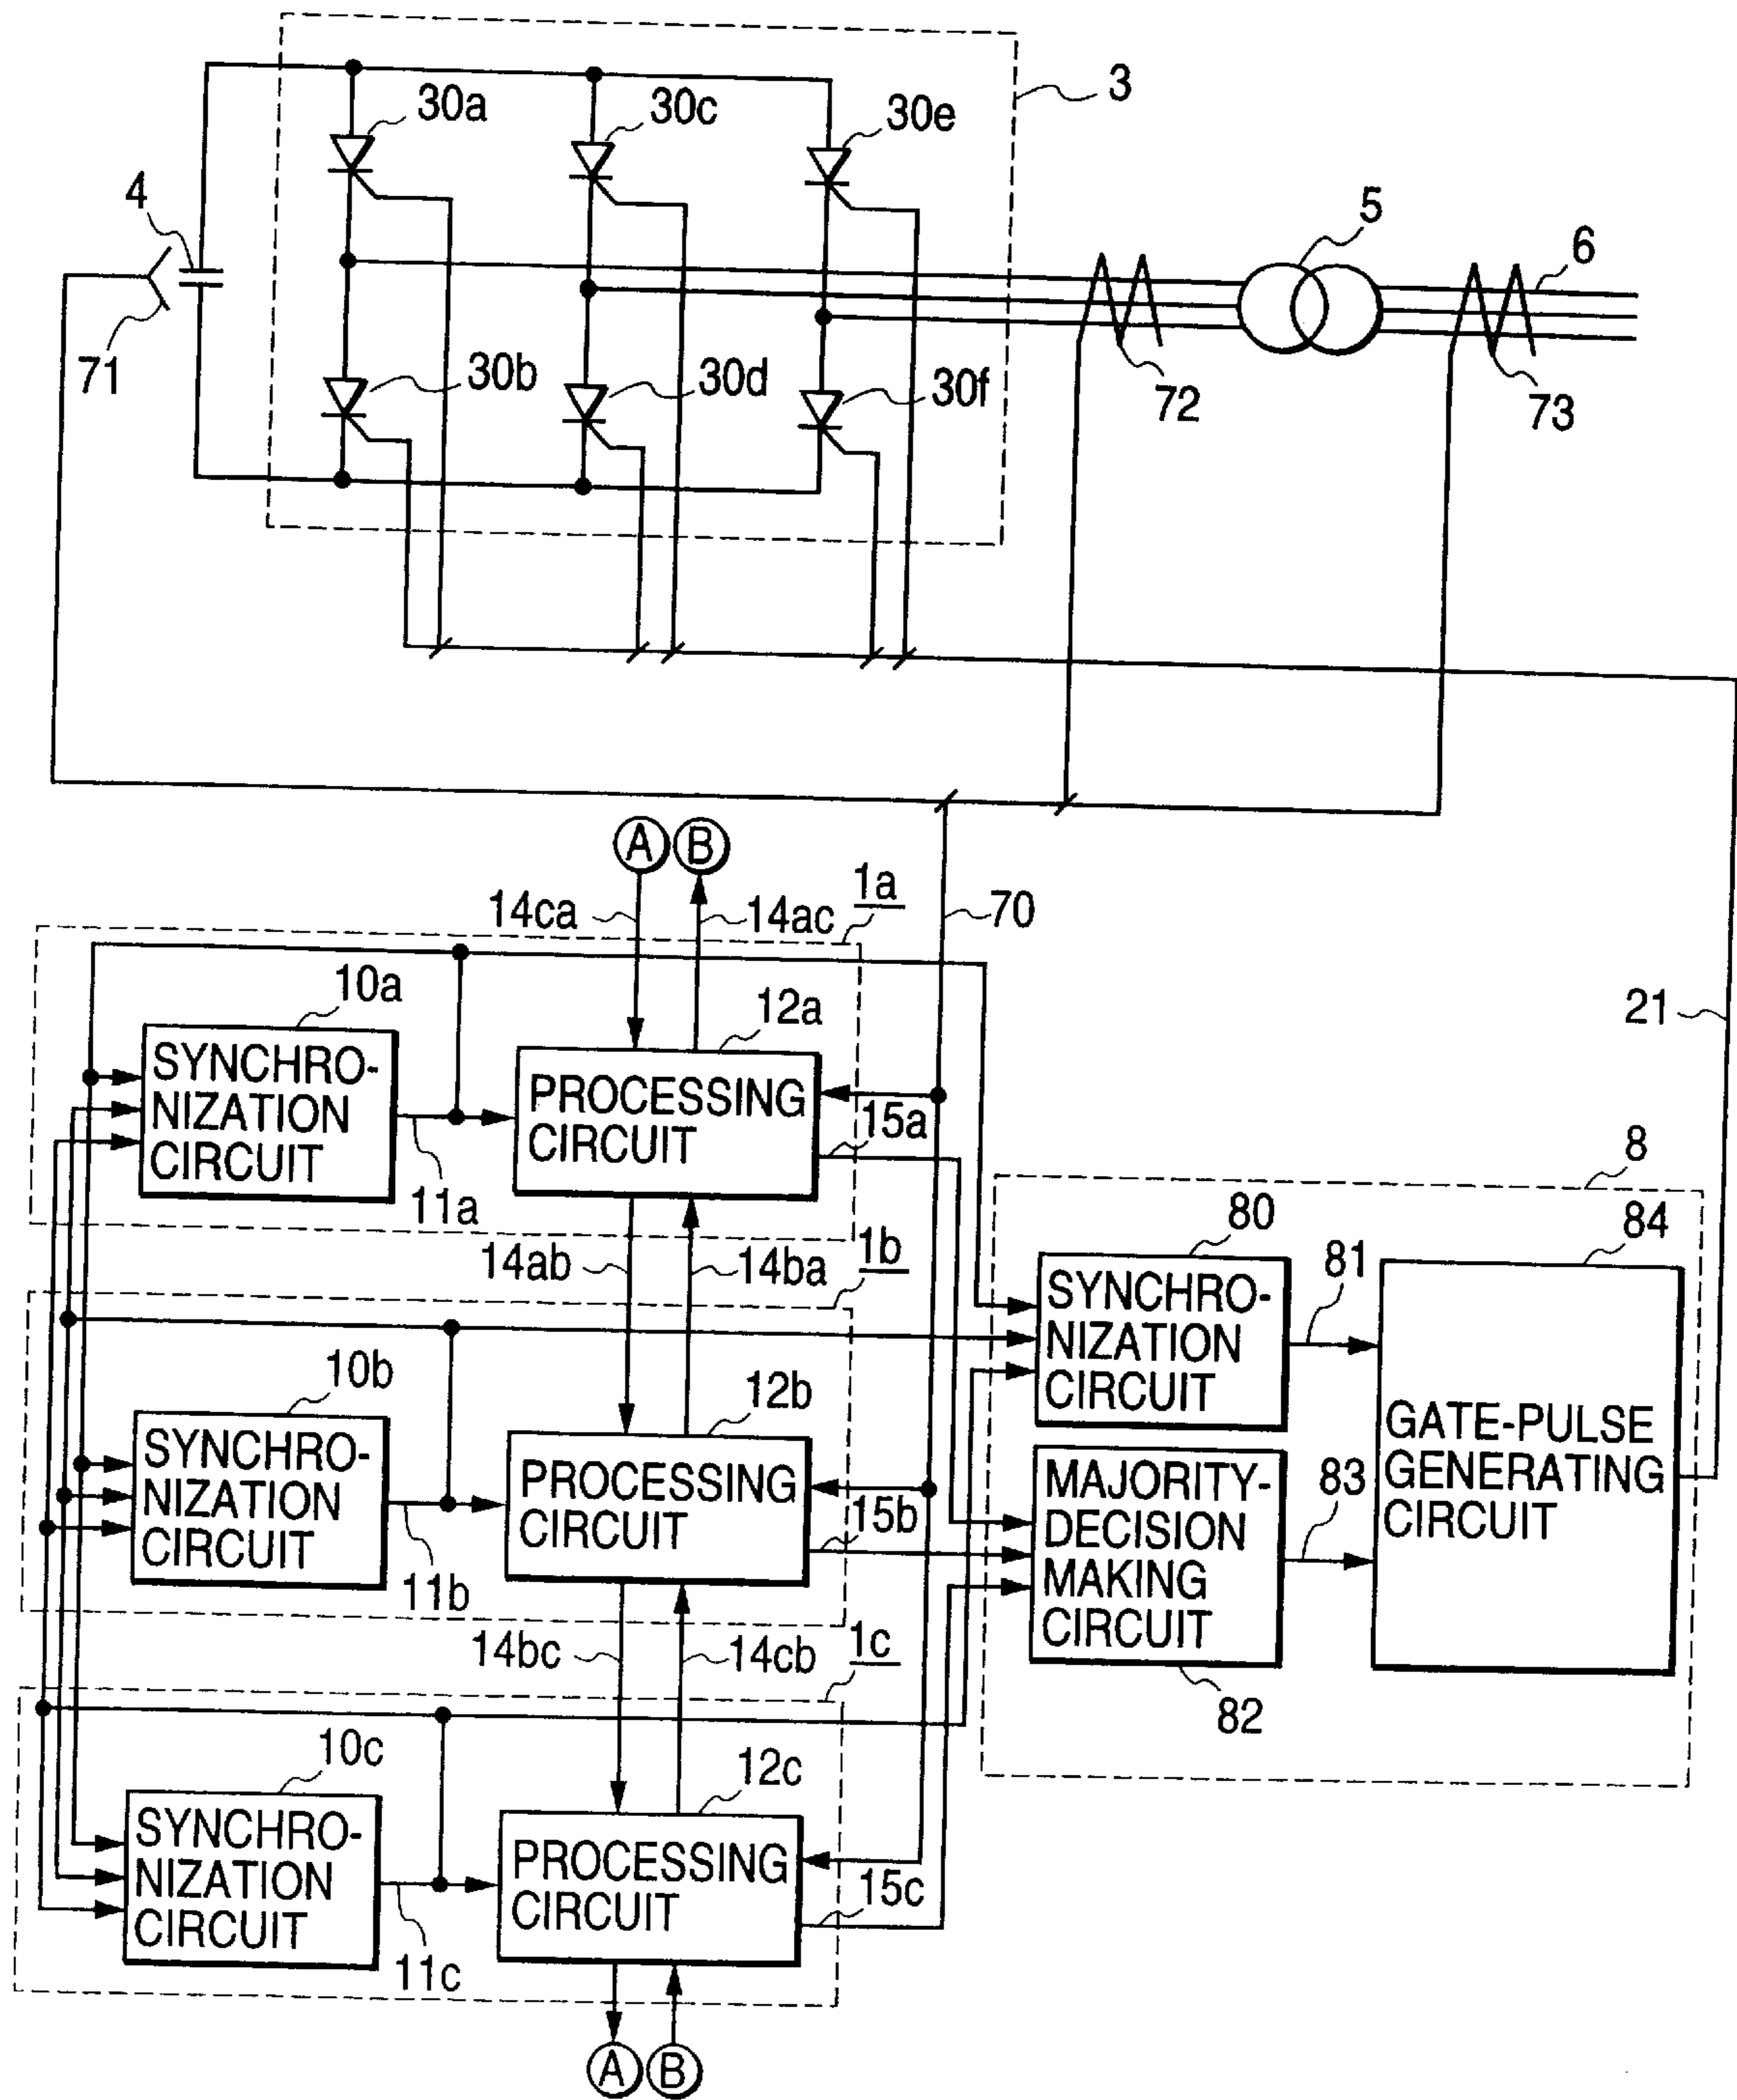 3
30a
30c
30e
4
5
6
71
30b
30d
30f
72
73
A
B
1a
14ca
14ac
70
10a
12a
21
SYNCHRO-
NIZATION
CIRCUIT
PROCESSING
CIRCUIT
15a
11a
8
80
84
14ab
14ba
1b
81
SYNCHRO-
NIZATION
CIRCUIT
10b
12b
GATE-PULSE
GENERATING
CIRCUIT
SYNCHRO-
NIZATION
CIRCUIT
PROCESSING
CIRCUIT
15b
MAJORITY-
DECISION
MAKING
CIRCUIT
83
11b
14bc
14cb
1c
82
10c
12c
SYNCHRO-
NIZATION
CIRCUIT
PROCESSING
CIRCUIT
15c
11c
A
B